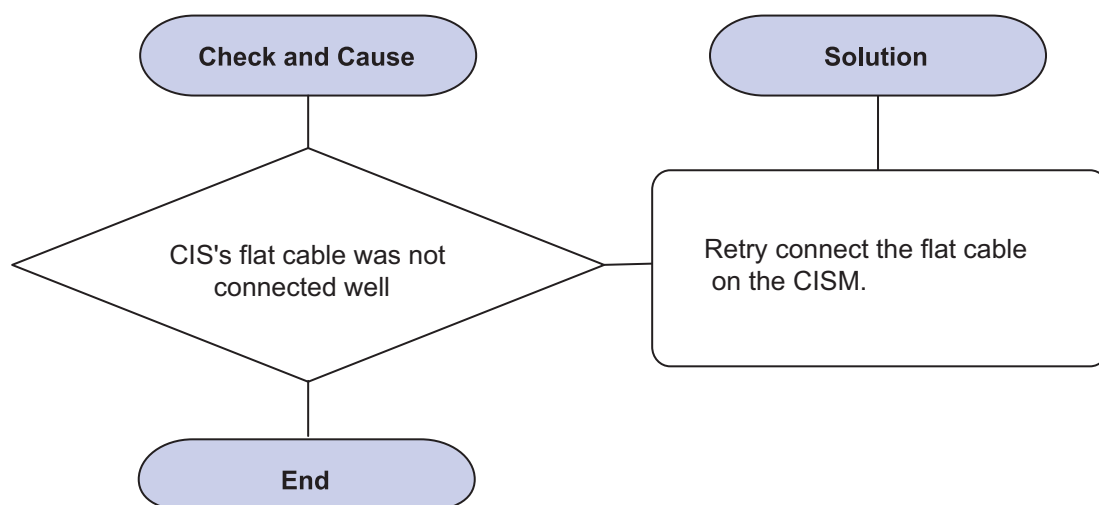 Check and Cause
Solution
CIS's flat cable was not
connected well
Retry connect the flat cable
on the CISM.
End